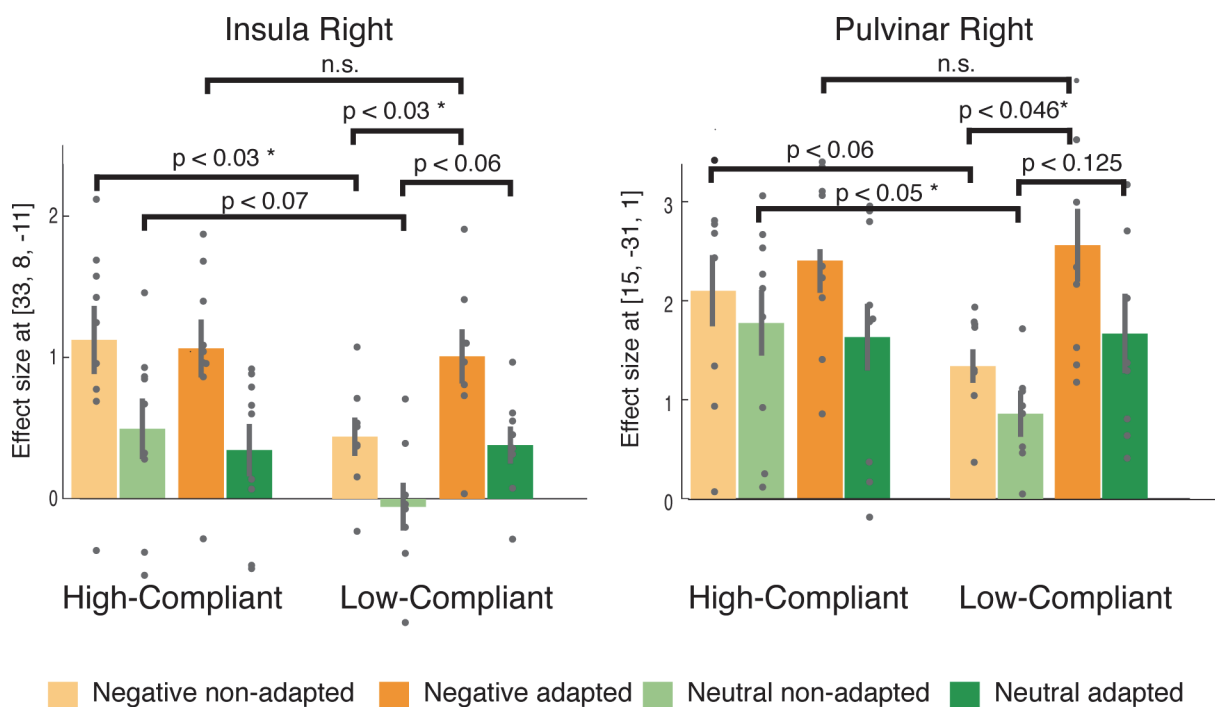 Insula Right
n.s.
p < 0.03 *
p < 0.03 *
p < 0.06
p < 0.07
Effect size at [33, 8, -11]
2
1
0
High-Compliant
Low-Compliant
Pulvinar Right
n.s.
p < 0.046*
p < 0.06
p < 0.125
p < 0.05 *
Effect size at [15, -31, 1]
3
2
1
0
High-Compliant
Low-Compliant
Negative non-adapted
Negative adapted
Neutral non-adapted
Neutral adapted